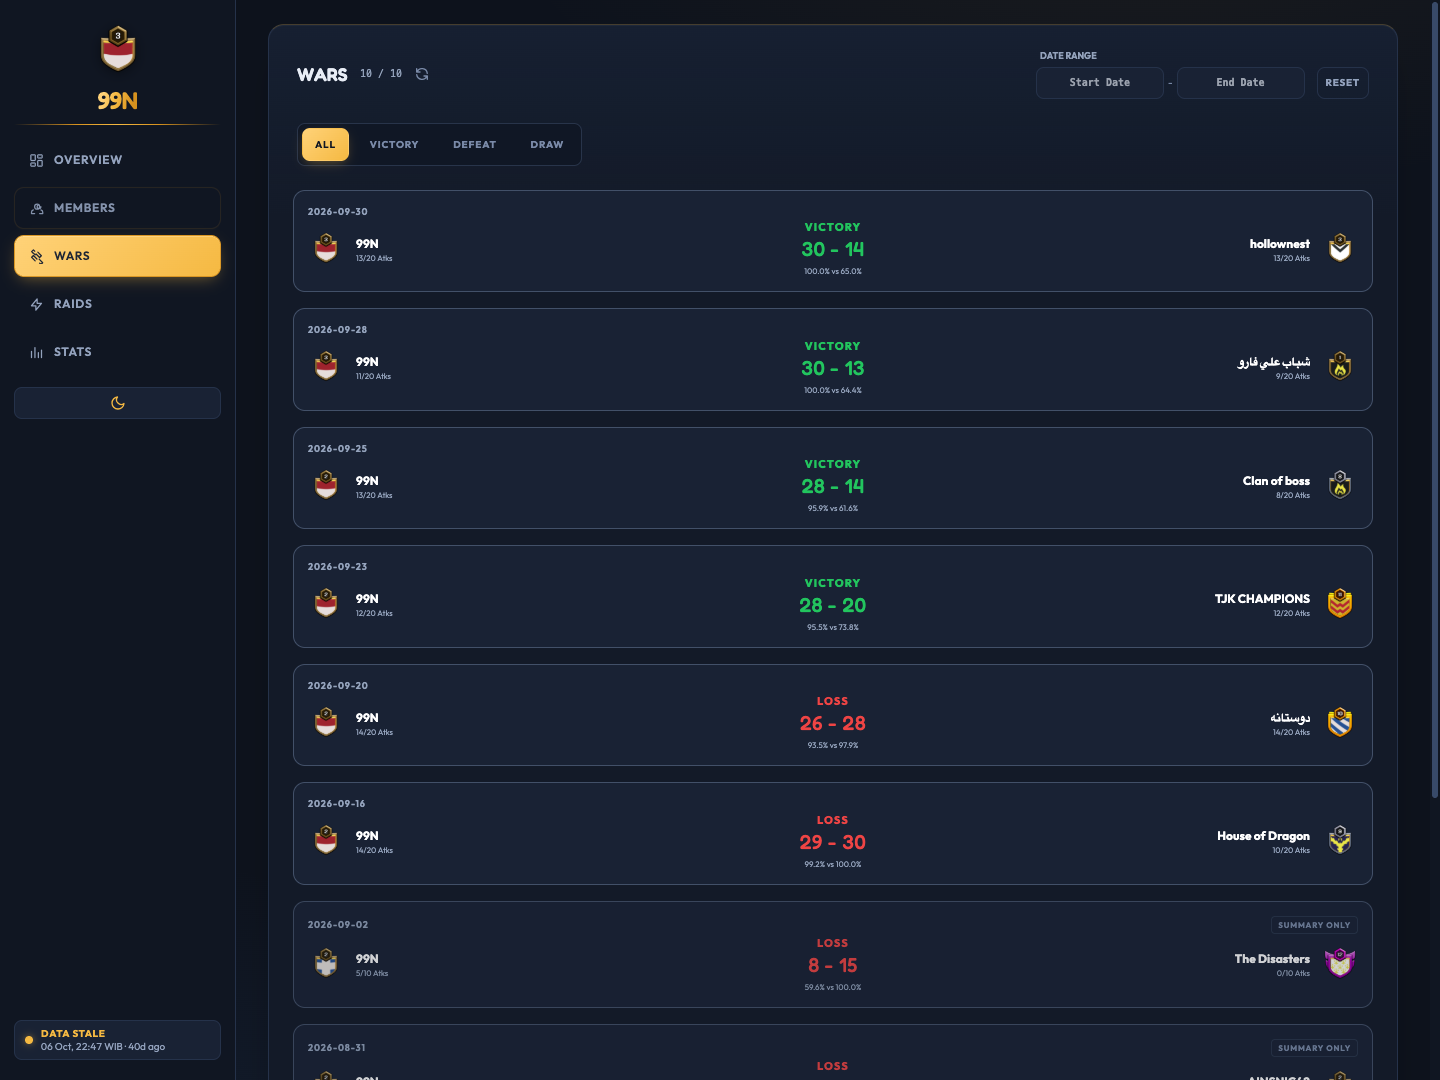 3
99N
OVERVIEW
MEMBERS
WARS
RAIDS
STATS
DATA STALE
06 Oct, 22:47 WIB · 40d ago
WARS 10 / 10
DATE RANGE
Start Date - End Date RESET
ALL VICTORY DEFEAT DRAW
2026-09-30
VICTORY
99N 30 - 14 hollownest
13/20 Atks 13/20 Atks
100.0% vs 65.0%
2026-09-28
VICTORY
99N 30 - 13 شباب علي فارو
11/20 Atks 9/20 Atks
100.0% vs 64.4%
2026-09-25
VICTORY
99N 28 - 14 Clan of boss
13/20 Atks 8/20 Atks
95.9% vs 61.6%
2026-09-23
VICTORY
99N 28 - 20 TJK CHAMPIONS
12/20 Atks 12/20 Atks
95.5% vs 73.8%
2026-09-20
LOSS
99N 26 - 28 دوستانه
14/20 Atks 14/20 Atks
93.5% vs 97.9%
2026-09-16
LOSS
99N 29 - 30 House of Dragon
14/20 Atks 10/20 Atks
99.2% vs 100.0%
2026-09-02 SUMMARY ONLY
LOSS
99N 8 - 15 The Disasters
5/10 Atks 0/10 Atks
59.6% vs 100.0%
2026-08-31 SUMMARY ONLY
LOSS
99N